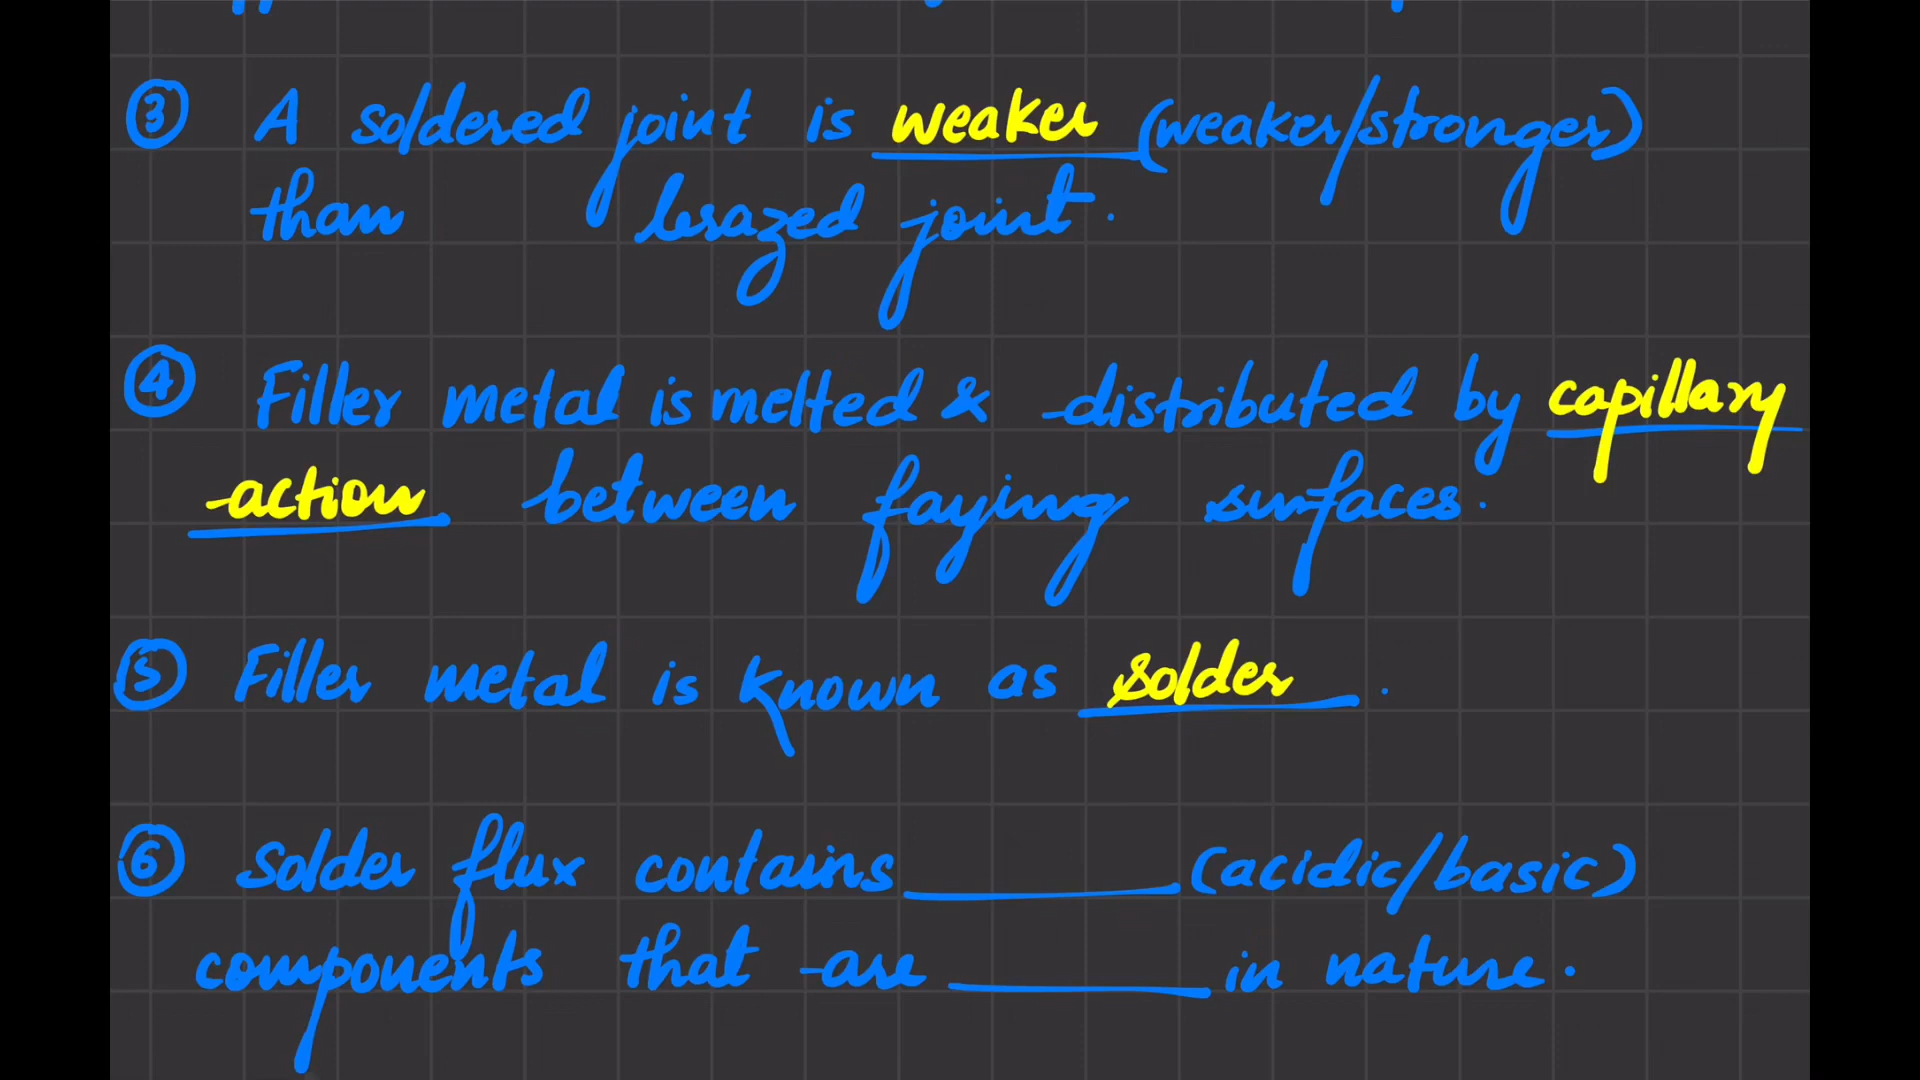 ③ A soldered joint is weaker (weaker/stronger)
than brazed joint.
④ Filler metal is melted & distributed by capillary
action between faying surfaces.
⑤ Filler metal is known as solder.
⑥ Solder flux contains ________ (acidic/basic)
components that are ________ in nature.